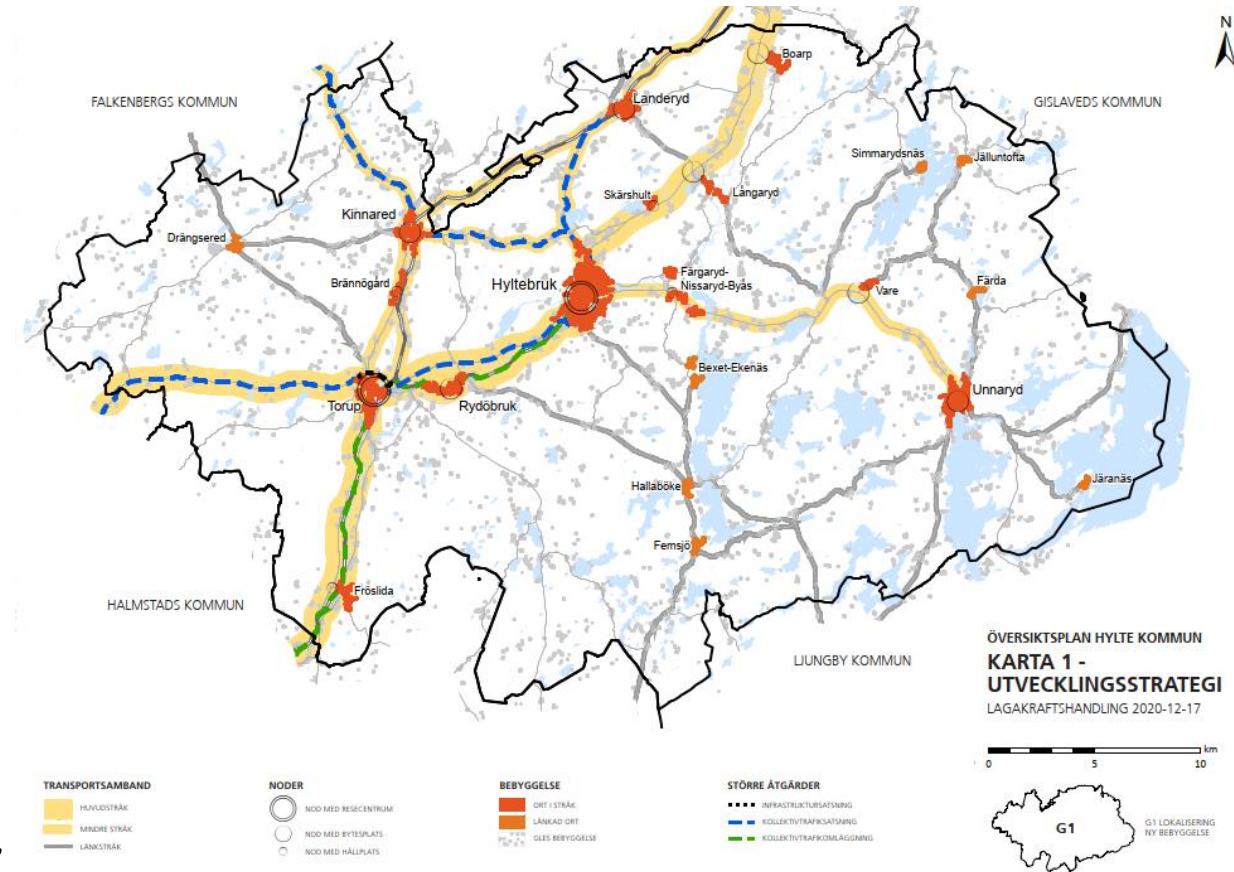 N
FALKENBERGS KOMMUN
GISLAVEDS KOMMUN
Boarp
Landeryd
Simmarydsnäs
Jälluntofta
Skärshult
Långaryd
Kinnared
Drängsered
Brännögård
Hyltebruk
Färgaryd-
Nissaryd-Byås
Vare
Färda
Bexet-Ekenäs
Unnaryd
Torup
Rydöbruk
Hallaböke
Järanäs
Femsjö
Fröslida
HALMSTADS KOMMUN
LJUNGBY KOMMUN
ÖVERSIKTSPLAN HYLTE KOMMUN
KARTA 1 -
UTVECKLINGSSTRATEGI
LAGAKRAFTSHANDLING 2020-12-17
km
0 5 10
TRANSPORTSAMBAND
HUVUDSTRÅK
MINDRE STRÅK
LÄNKSTRÅK
NODER
NOD MED RESECENTRUM
NOD MED BYTESPLATS
NOD MED HÅLLPLATS
BEBYGGELSE
ORT I STRÅK
LÄNKAD ORT
GLES BEBYGGELSE
STÖRRE ÅTGÄRDER
INFRASTRUKTURSATSNING
KOLLEKTIVTRAFIKSATSNING
KOLLEKTIVTRAFIKOMLÄGGNING
G1
G1 LOKALISERING
NY BEBYGGELSE